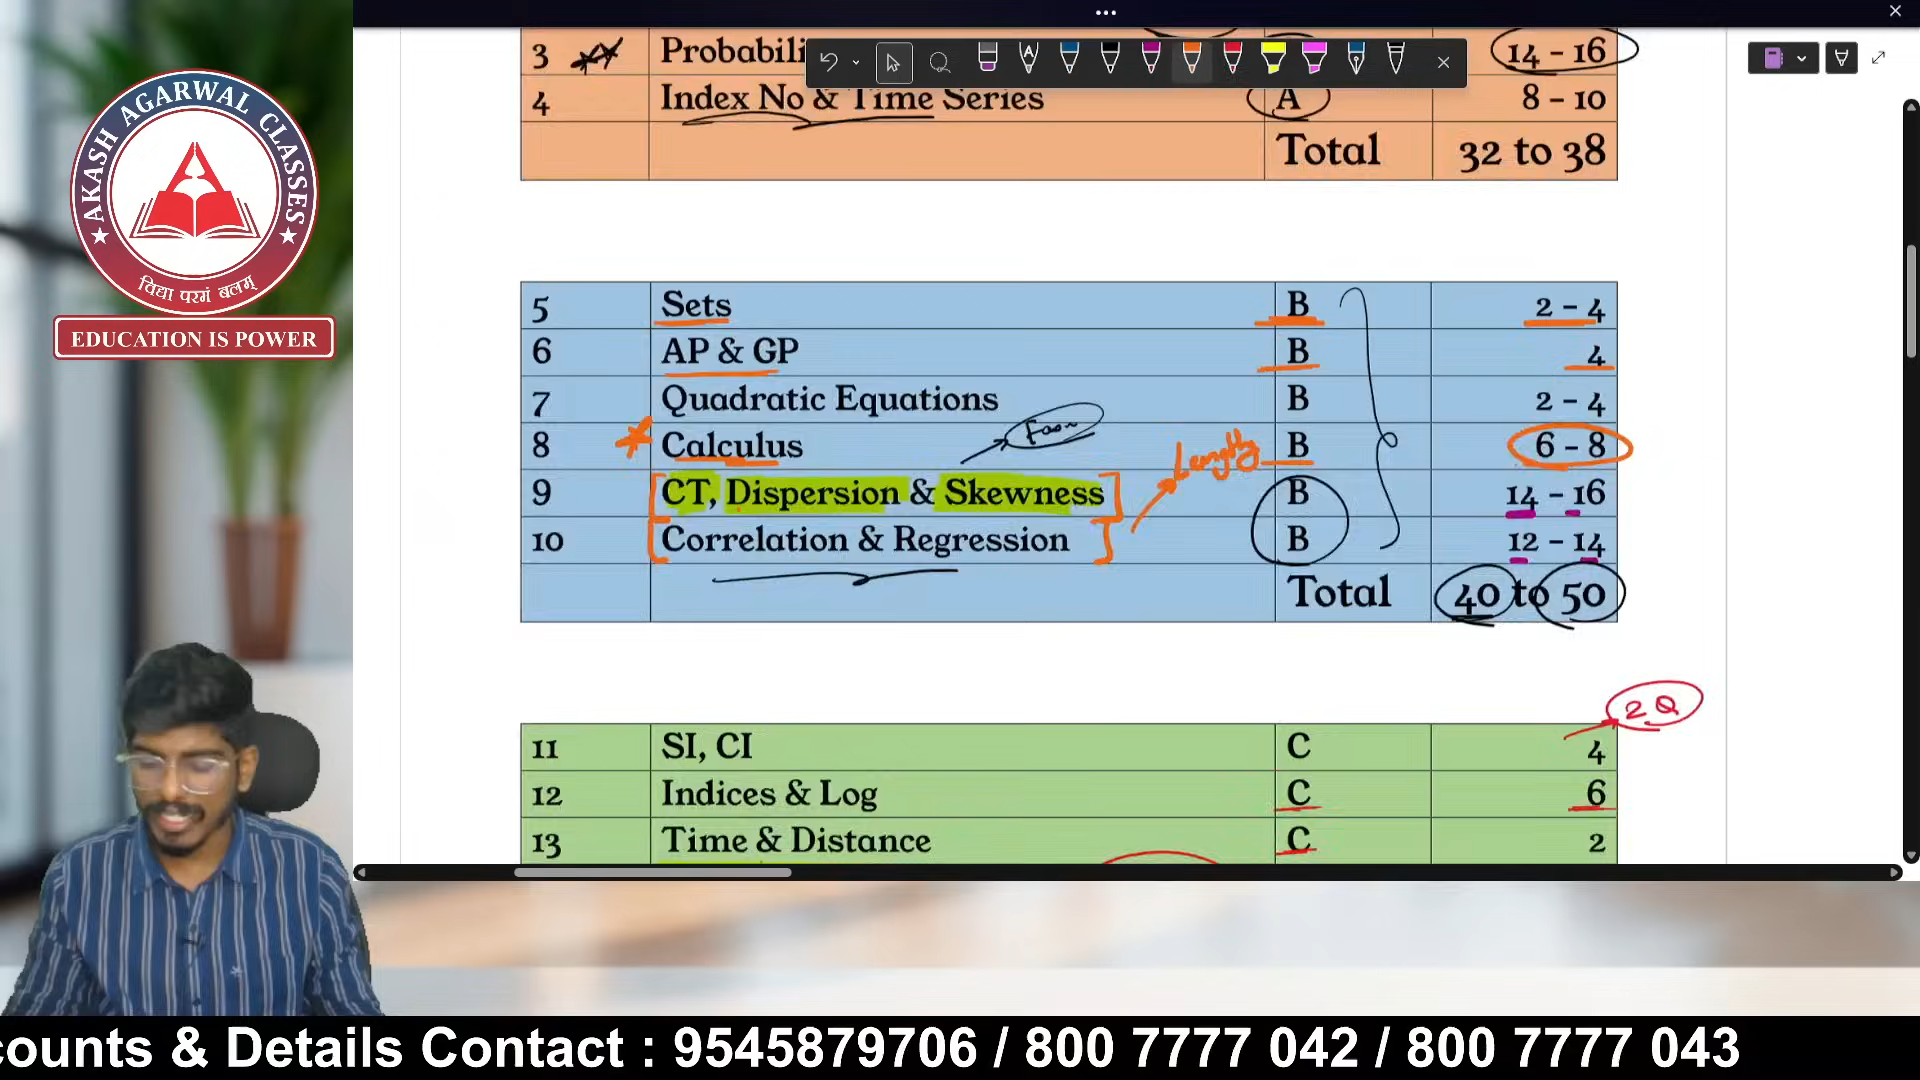 AKASH AGARWAL CLASSES
विद्या परमं बलम्
EDUCATION IS POWER
3 Probabili 14 - 16
4 Index No & Time Series A 8 - 10
Total 32 to 38
5 Sets B 2 - 4
6 AP & GP B 4
7 Quadratic Equations B 2 - 4
8 Calculus B 6 - 8
Lengthy
9 CT, Dispersion & Skewness B 14 - 16
10 Correlation & Regression B 12 - 14
Total 40 to 50
2 Q
11 SI, CI C 4
12 Indices & Log C 6
13 Time & Distance C 2
counts & Details Contact : 9545879706 / 800 7777 042 / 800 7777 043